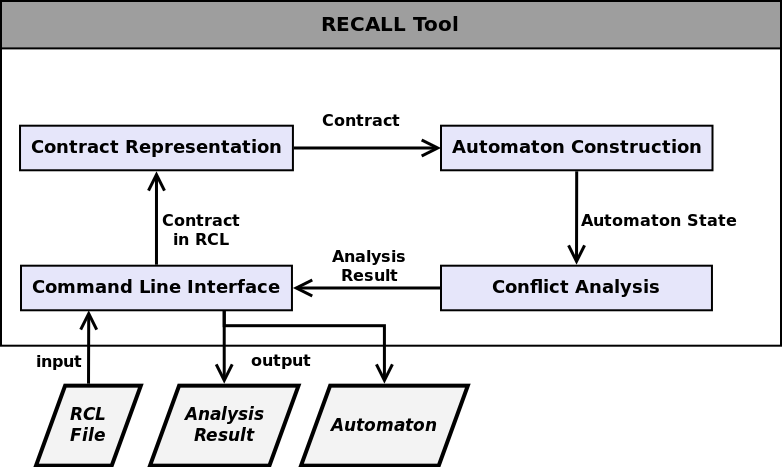 RECALL Tool
Contract
Contract Representation
Automaton Construction
Contract
in RCL
Automaton State
Analysis
Result
Command Line Interface
Conflict Analysis
input
output
RCL
File
Analysis
Result
Automaton